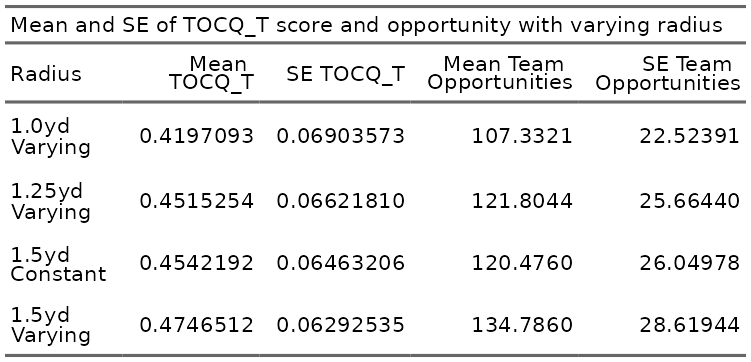 Mean and SE of TOCQ_T score and opportunity with varying radius
Radius Mean TOCQ_T SE TOCQ_T Mean Team Opportunities SE Team Opportunities
1.0yd Varying 0.4197093 0.06903573 107.3321 22.52391
1.25yd Varying 0.4515254 0.06621810 121.8044 25.66440
1.5yd Constant 0.4542192 0.06463206 120.4760 26.04978
1.5yd Varying 0.4746512 0.06292535 134.7860 28.61944